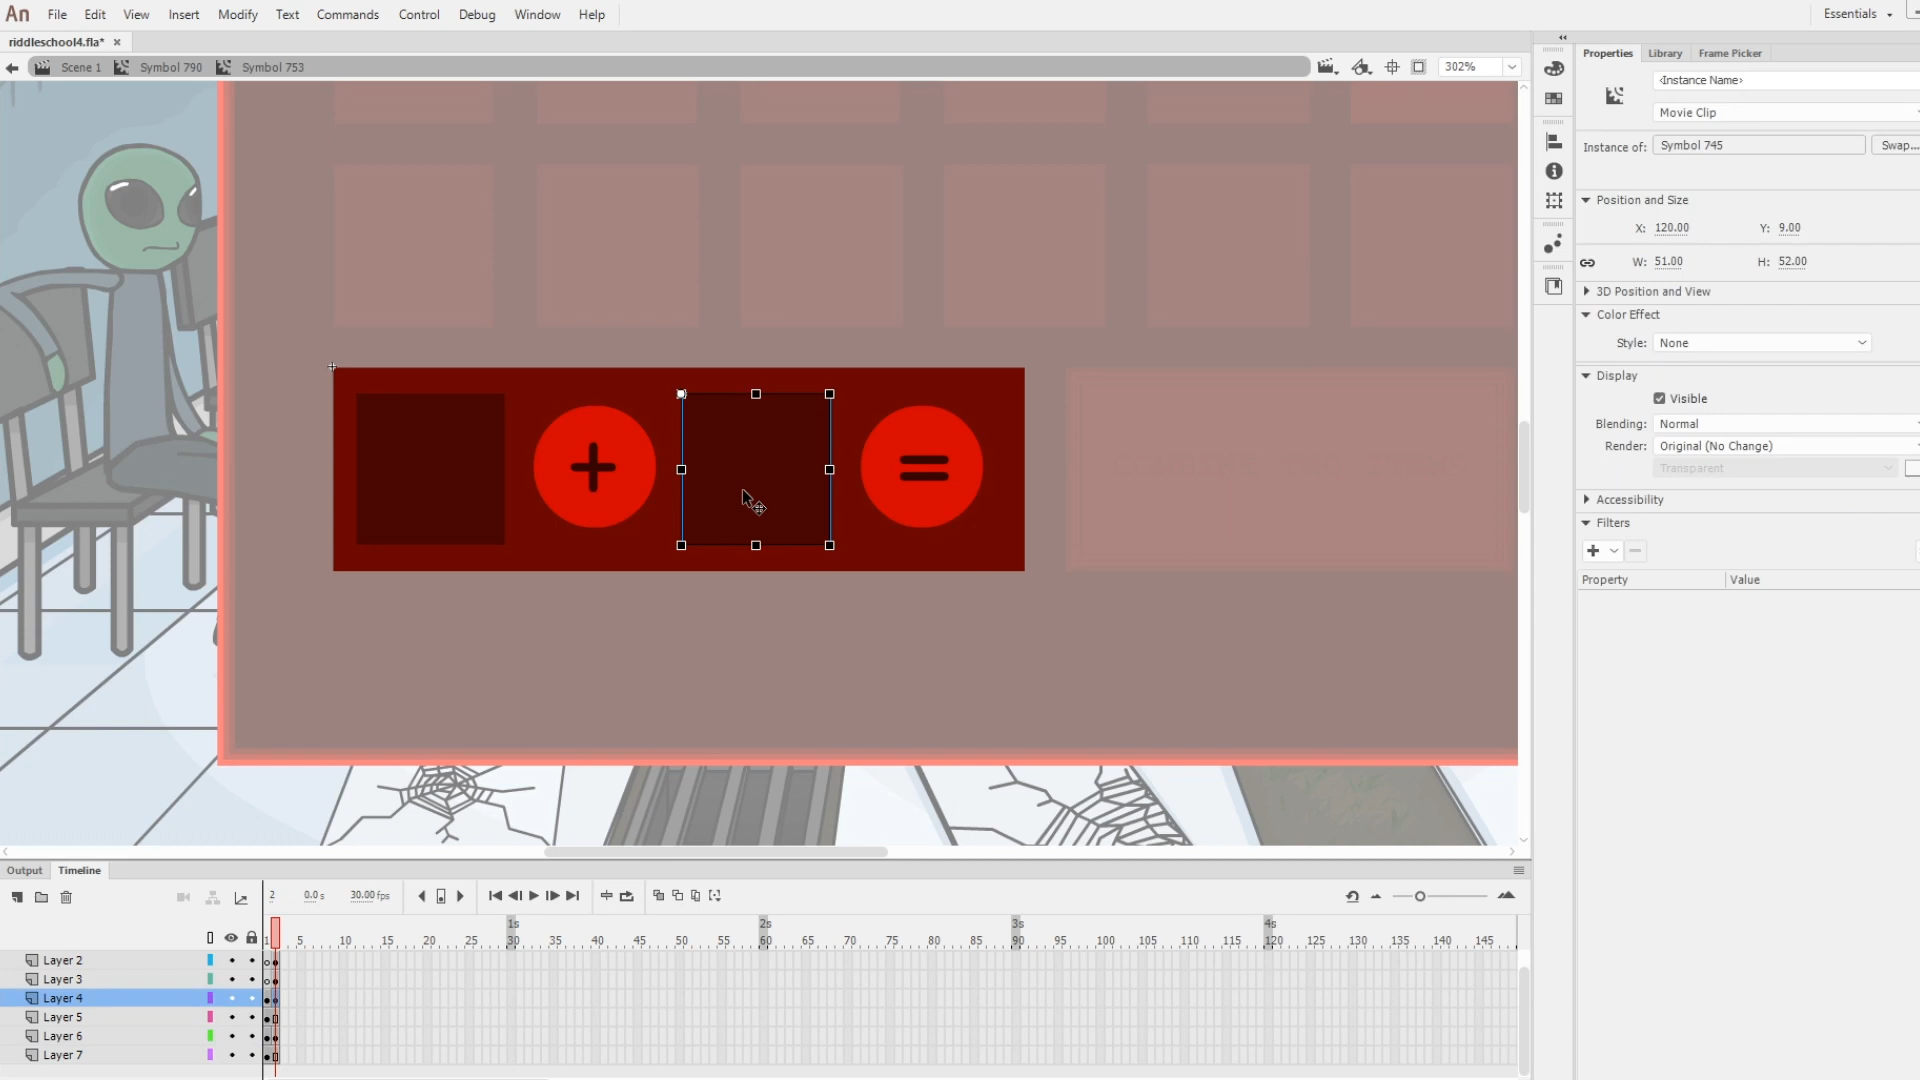 An File Edit View Insert Modify Text Commands Control Debug Window Help Essentials
riddleschool4.fla* ×
Scene 1 Symbol 790 Symbol 753 302%
Properties Library Frame Picker
<Instance Name>
Movie Clip
Instance of: Symbol 745 Swap...
Position and Size
X: 120.00 Y: 9.00
W: 51.00 H: 52.00
3D Position and View
Color Effect
Style: None
Display
Visible
Blending: Normal
Render: Original (No Change)
Transparent
Accessibility
Filters
Property Value
+ =
Output Timeline
2 0.0 s 30.00 fps
1s 2s 3s 4s
1 5 10 15 20 25 30 35 40 45 50 55 60 65 70 75 80 85 90 95 100 105 110 115 120 125 130 135 140 145
Layer 2
Layer 3
Layer 4
Layer 5
Layer 6
Layer 7